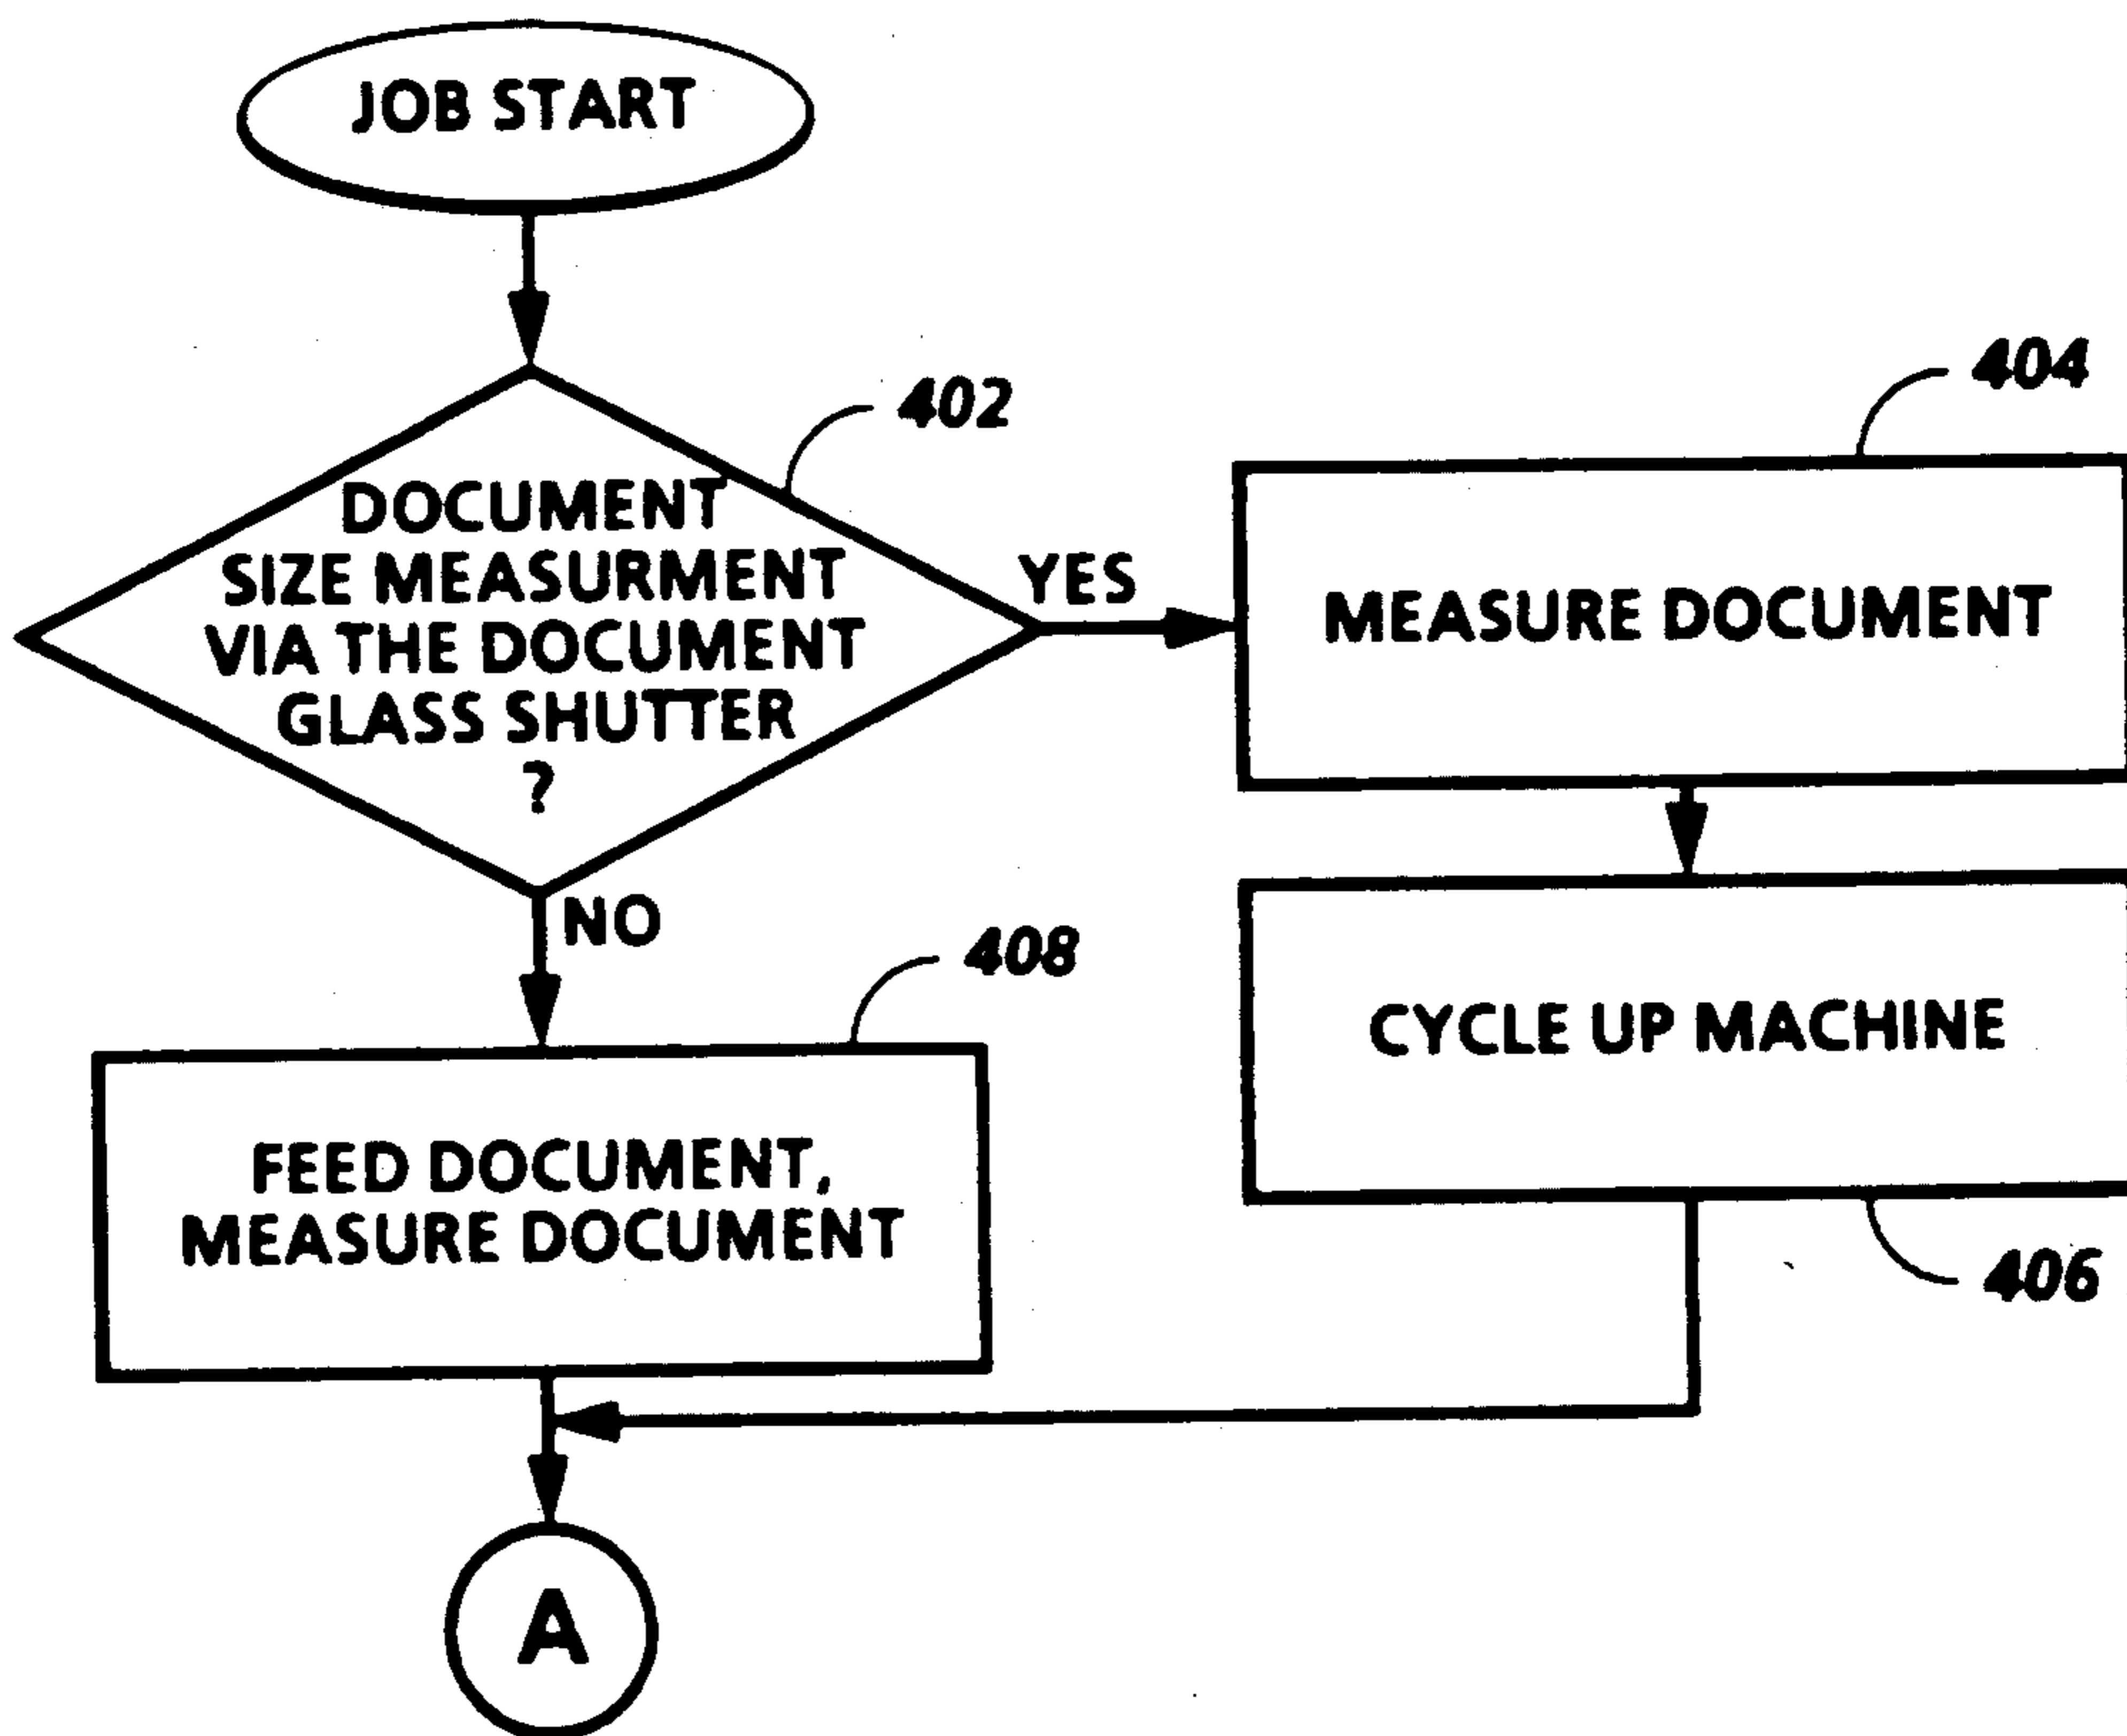 JOB START
402
404
DOCUMENT
SIZE MEASURMENT
VIA THE DOCUMENT
GLASS SHUTTER
?
YES
MEASURE DOCUMENT
NO
408
CYCLE UP MACHINE
FEED DOCUMENT,
MEASURE DOCUMENT
406
A